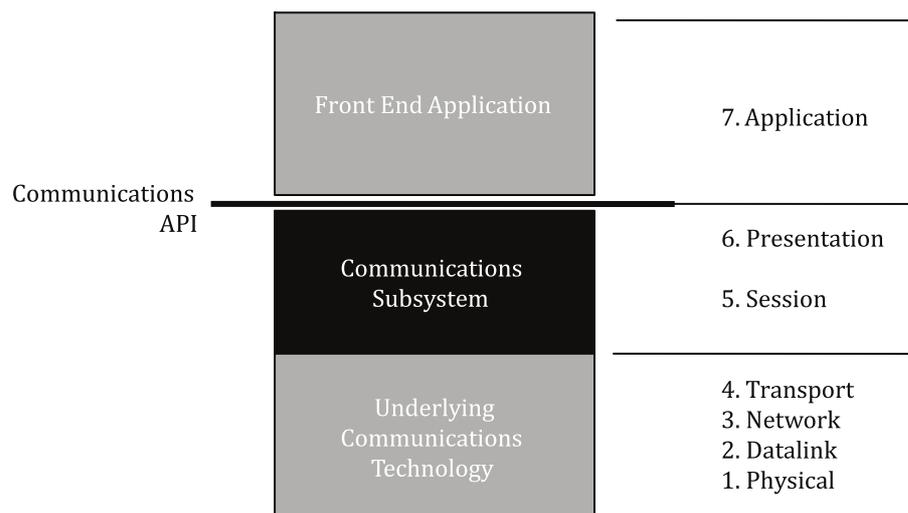 Front End Application
7. Application
Communications
API
Communications
Subsystem
6. Presentation
5. Session
Underlying
Communications
Technology
4. Transport
3. Network
2. Datalink
1. Physical